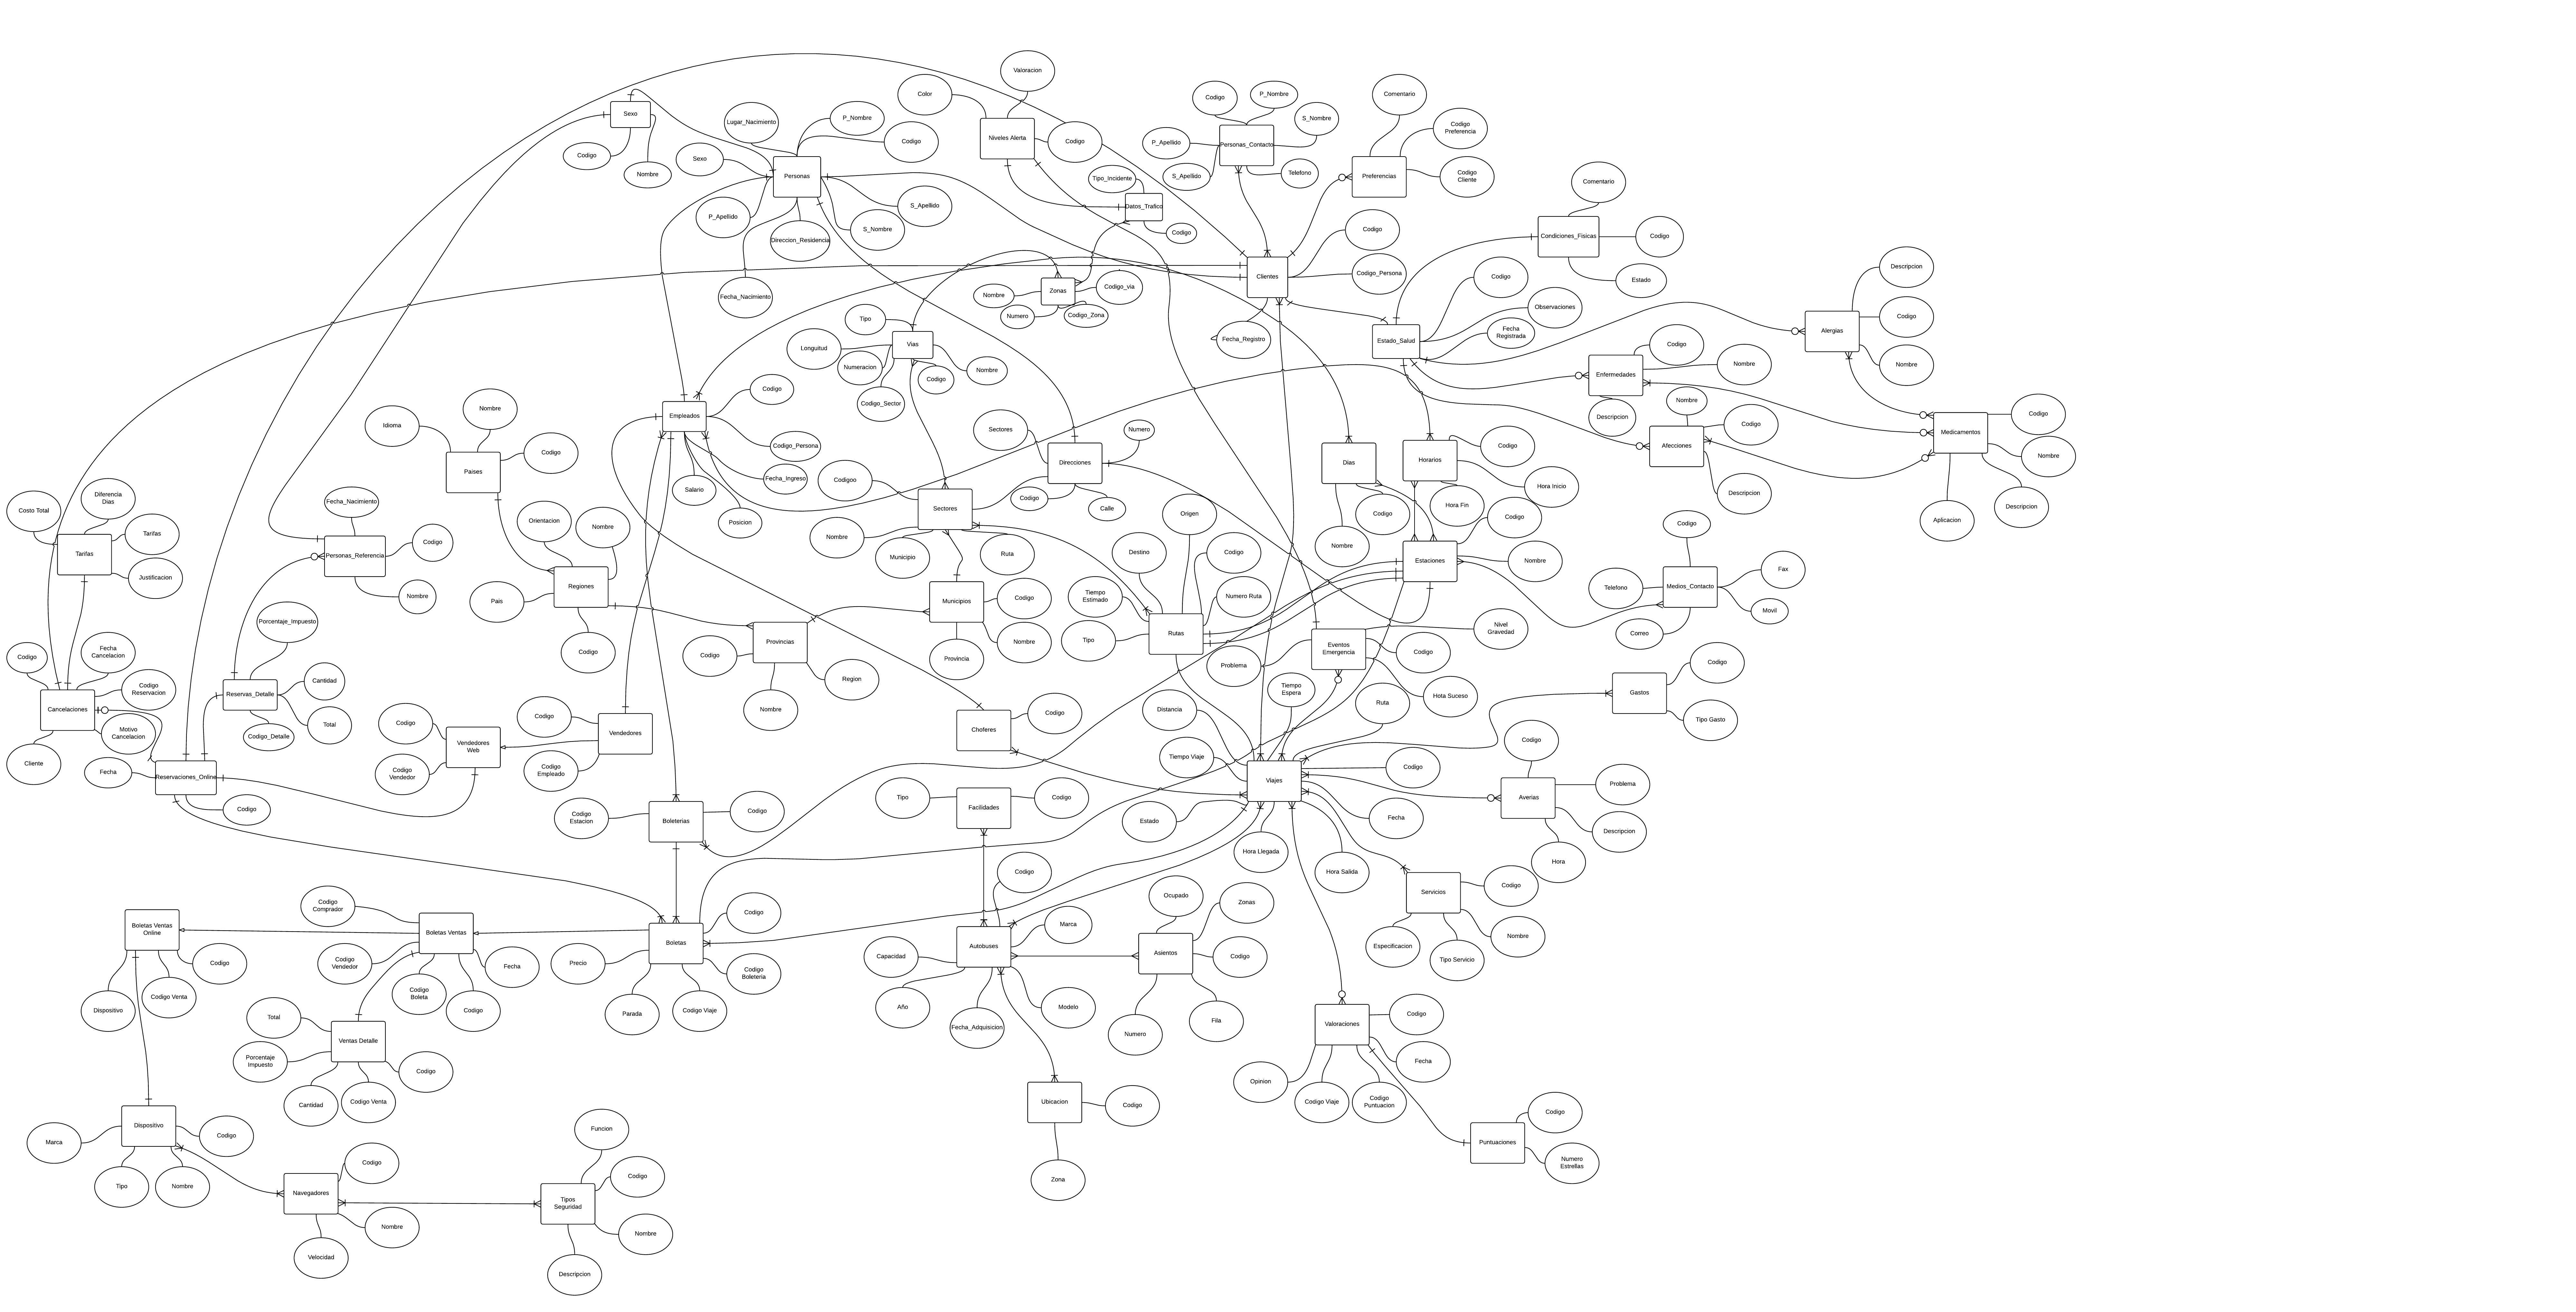 Valoracion
Color
Codigo
P_Nombre
Comentario
Sexo
Lugar_Nacimiento
P_Nombre
Codigo
Niveles Alerta
Codigo
P_Apellido
Personas_Contacto
S_Nombre
Codigo
Preferencia
Codigo
Nombre
Sexo
Personas
Tipo_Incidente
S_Apellido
Telefono
Preferencias
Codigo
Cliente
Comentario
P_Apellido
S_Apellido
S_Nombre
Direccion_Residencia
Datos_Trafico
Codigo
Codigo
Condiciones_Fisicas
Codigo
Fecha_Nacimiento
Nombre
Zonas
Codigo_via
Numero
Codigo_Zona
Clientes
Codigo_Persona
Codigo
Estado
Descripcion
Tipo
Vias
Longuitud
Numeracion
Codigo
Nombre
Codigo_Sector
Fecha_Registro
Estado_Salud
Observaciones
Fecha
Registrada
Alergias
Codigo
Nombre
Enfermedades
Codigo
Nombre
Descripcion
Idioma
Nombre
Codigo
Paises
Empleados
Codigo
Codigo_Persona
Fecha_Ingreso
Salario
Posicion
Sectores
Numero
Direcciones
Codigo
Calle
Dias
Codigo
Nombre
Horarios
Codigo
Hora Inicio
Hora Fin
Nombre
Codigo
Afecciones
Descripcion
Medicamentos
Codigo
Nombre
Aplicacion
Descripcion
Costo Total
Diferencia
Dias
Tarifas
Tarifas
Justificacion
Fecha_Nacimiento
Personas_Referencia
Codigo
Nombre
Orientacion
Nombre
Regiones
Pais
Codigo
Codigoo
Sectores
Nombre
Municipio
Ruta
Municipios
Codigo
Nombre
Provincia
Origen
Destino
Codigo
Tiempo
Estimado
Numero Ruta
Tipo
Rutas
Codigo
Estaciones
Nombre
Codigo
Telefono
Medios_Contacto
Fax
Movil
Correo
Codigo
Fecha
Cancelacion
Codigo
Reservacion
Cancelaciones
Motivo
Cancelacion
Cliente
Porcentaje_Impuesto
Reservas_Detalle
Cantidad
Total
Codigo_Detalle
Provincias
Codigo
Nombre
Region
Problema
Eventos
Emergencia
Nivel
Gravedad
Codigo
Hota Suceso
Gastos
Codigo
Tipo Gasto
Fecha
Reservaciones_Online
Codigo
Codigo
Vendedores
Web
Codigo
Vendedor
Codigo
Vendedores
Codigo
Empleado
Choferes
Codigo
Distancia
Tiempo
Espera
Ruta
Tiempo Viaje
Viajes
Codigo
Fecha
Estado
Hora Llegada
Hora Salida
Codigo
Averias
Problema
Descripcion
Hora
Codigo
Estacion
Boleterias
Codigo
Tipo
Facilidades
Codigo
Codigo
Servicios
Codigo
Nombre
Especificacion
Tipo Servicio
Boletas Ventas
Online
Codigo
Dispositivo
Codigo Venta
Codigo
Comprador
Boletas Ventas
Codigo
Vendedor
Codigo
Boleta
Codigo
Fecha
Codigo
Boletas
Precio
Parada
Codigo Viaje
Codigo
Boleteria
Marca
Autobuses
Capacidad
Año
Fecha_Adquisicion
Modelo
Ocupado
Zonas
Asientos
Codigo
Numero
Fila
Total
Ventas Detalle
Porcentaje
Impuesto
Codigo
Cantidad
Codigo Venta
Valoraciones
Codigo
Fecha
Opinion
Codigo Viaje
Codigo
Puntuacion
Ubicacion
Codigo
Zona
Puntuaciones
Codigo
Numero
Estrellas
Dispositivo
Marca
Codigo
Tipo
Nombre
Navegadores
Codigo
Nombre
Velocidad
Funcion
Tipos
Seguridad
Codigo
Nombre
Descripcion